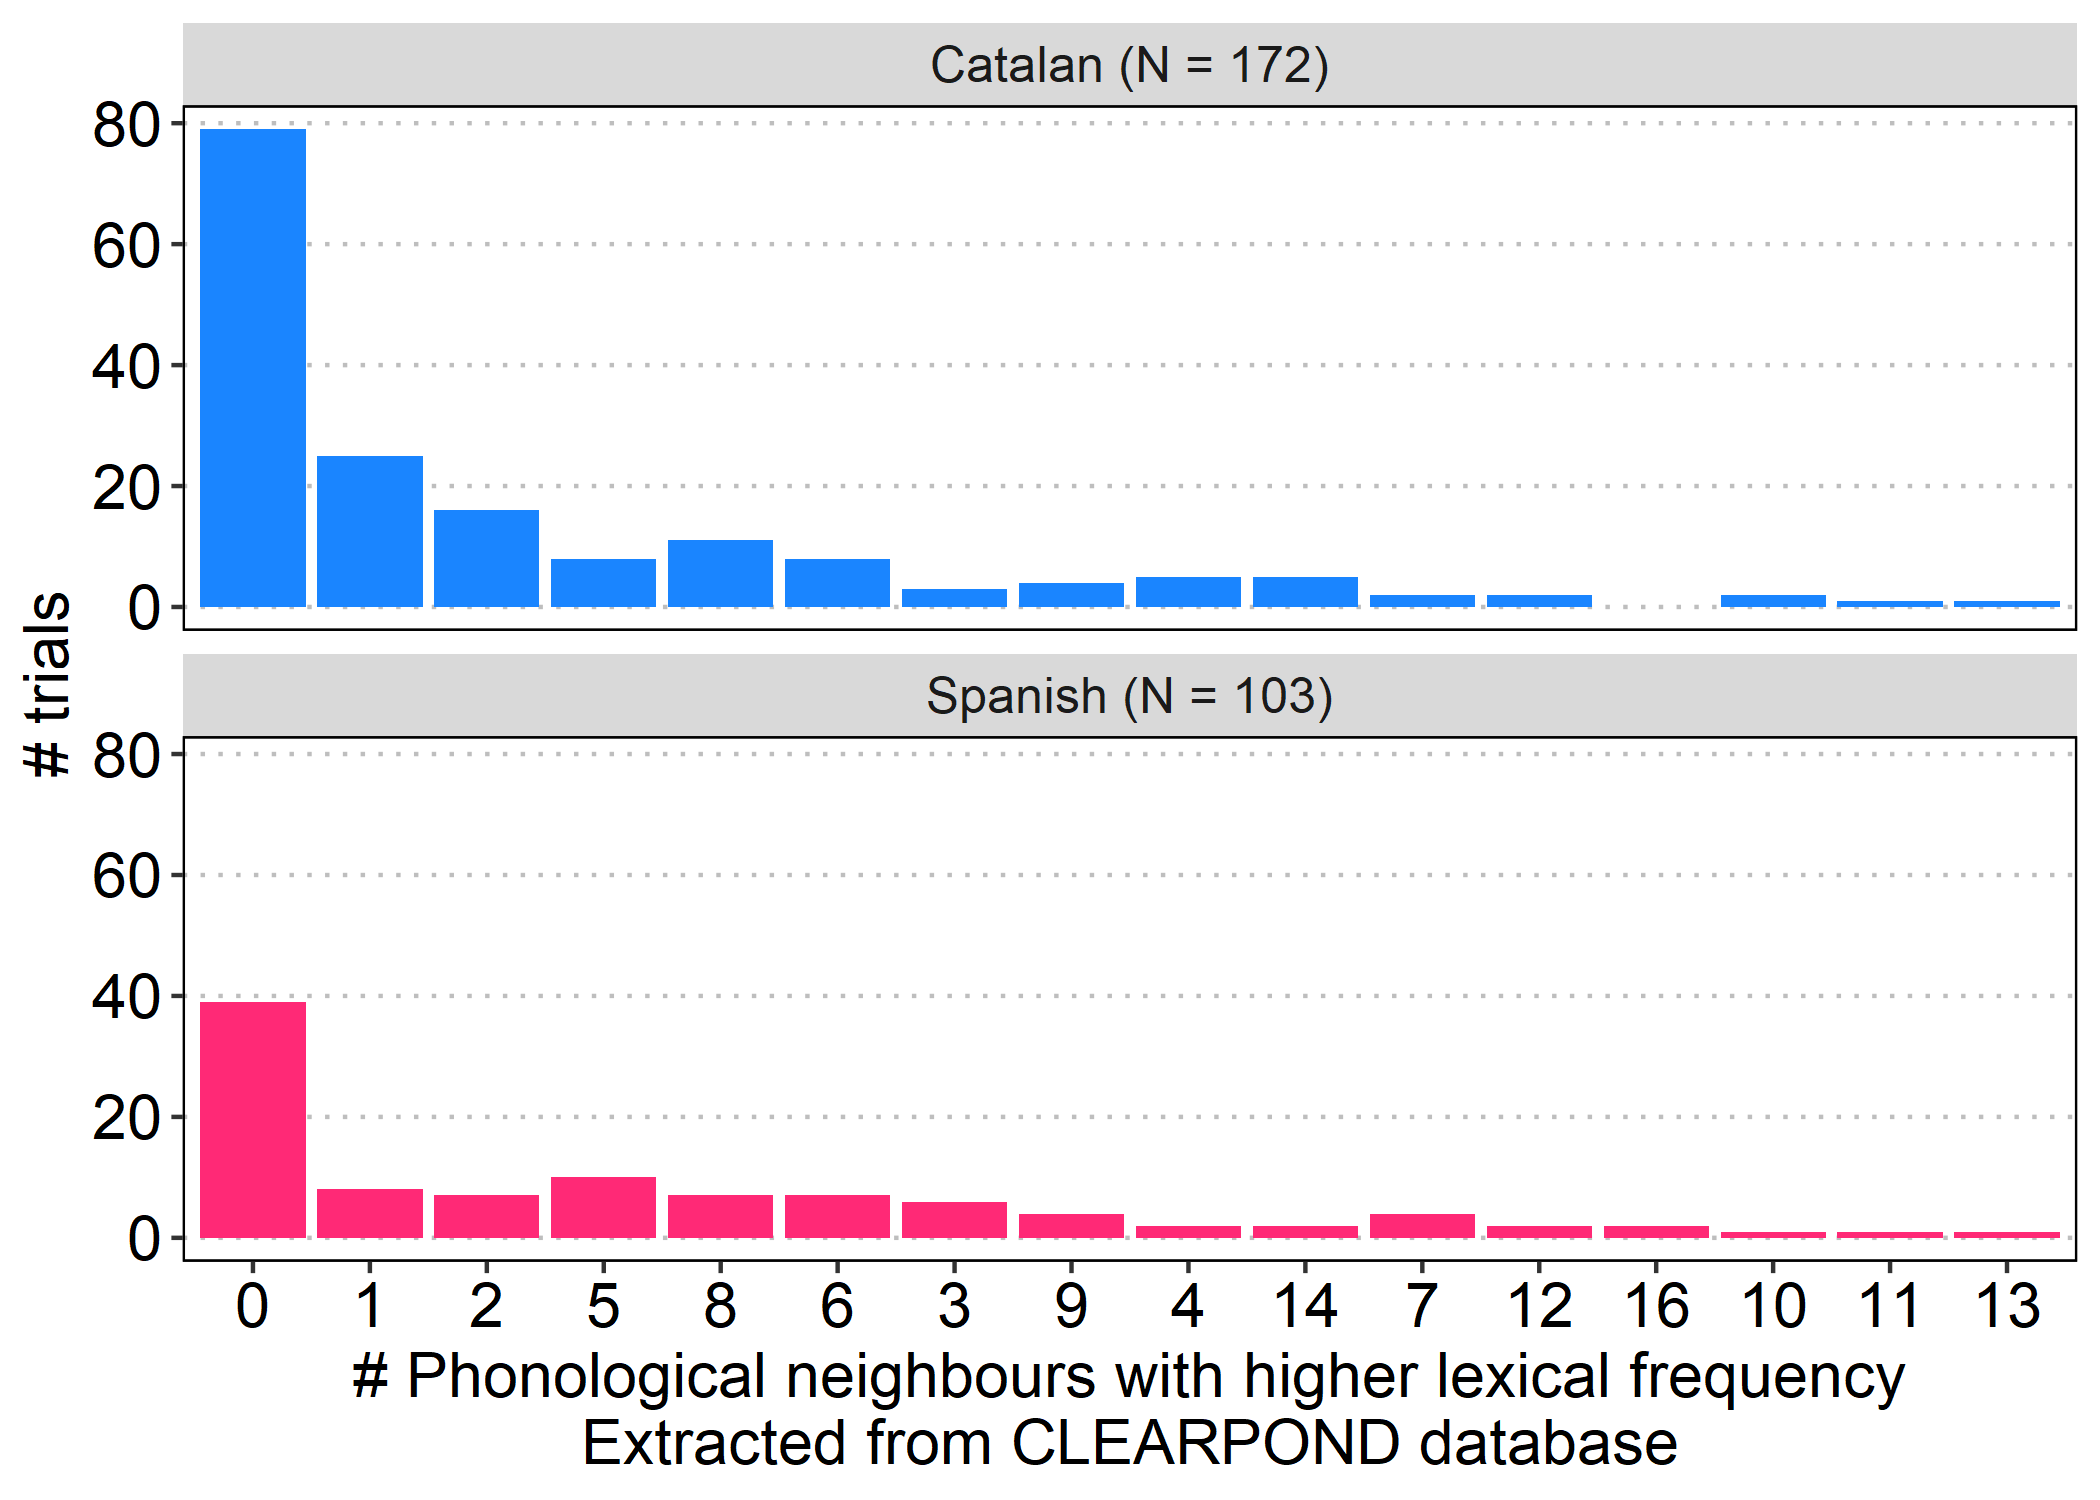 Catalan (N = 172)
80
60
40
20
0
# trials
Spanish (N = 103)
80
60
40
20
0
0 1 2 5 8 6 3 9 4 14 7 12 16 10 11 13
# Phonological neighbours with higher lexical frequency
Extracted from CLEARPOND database